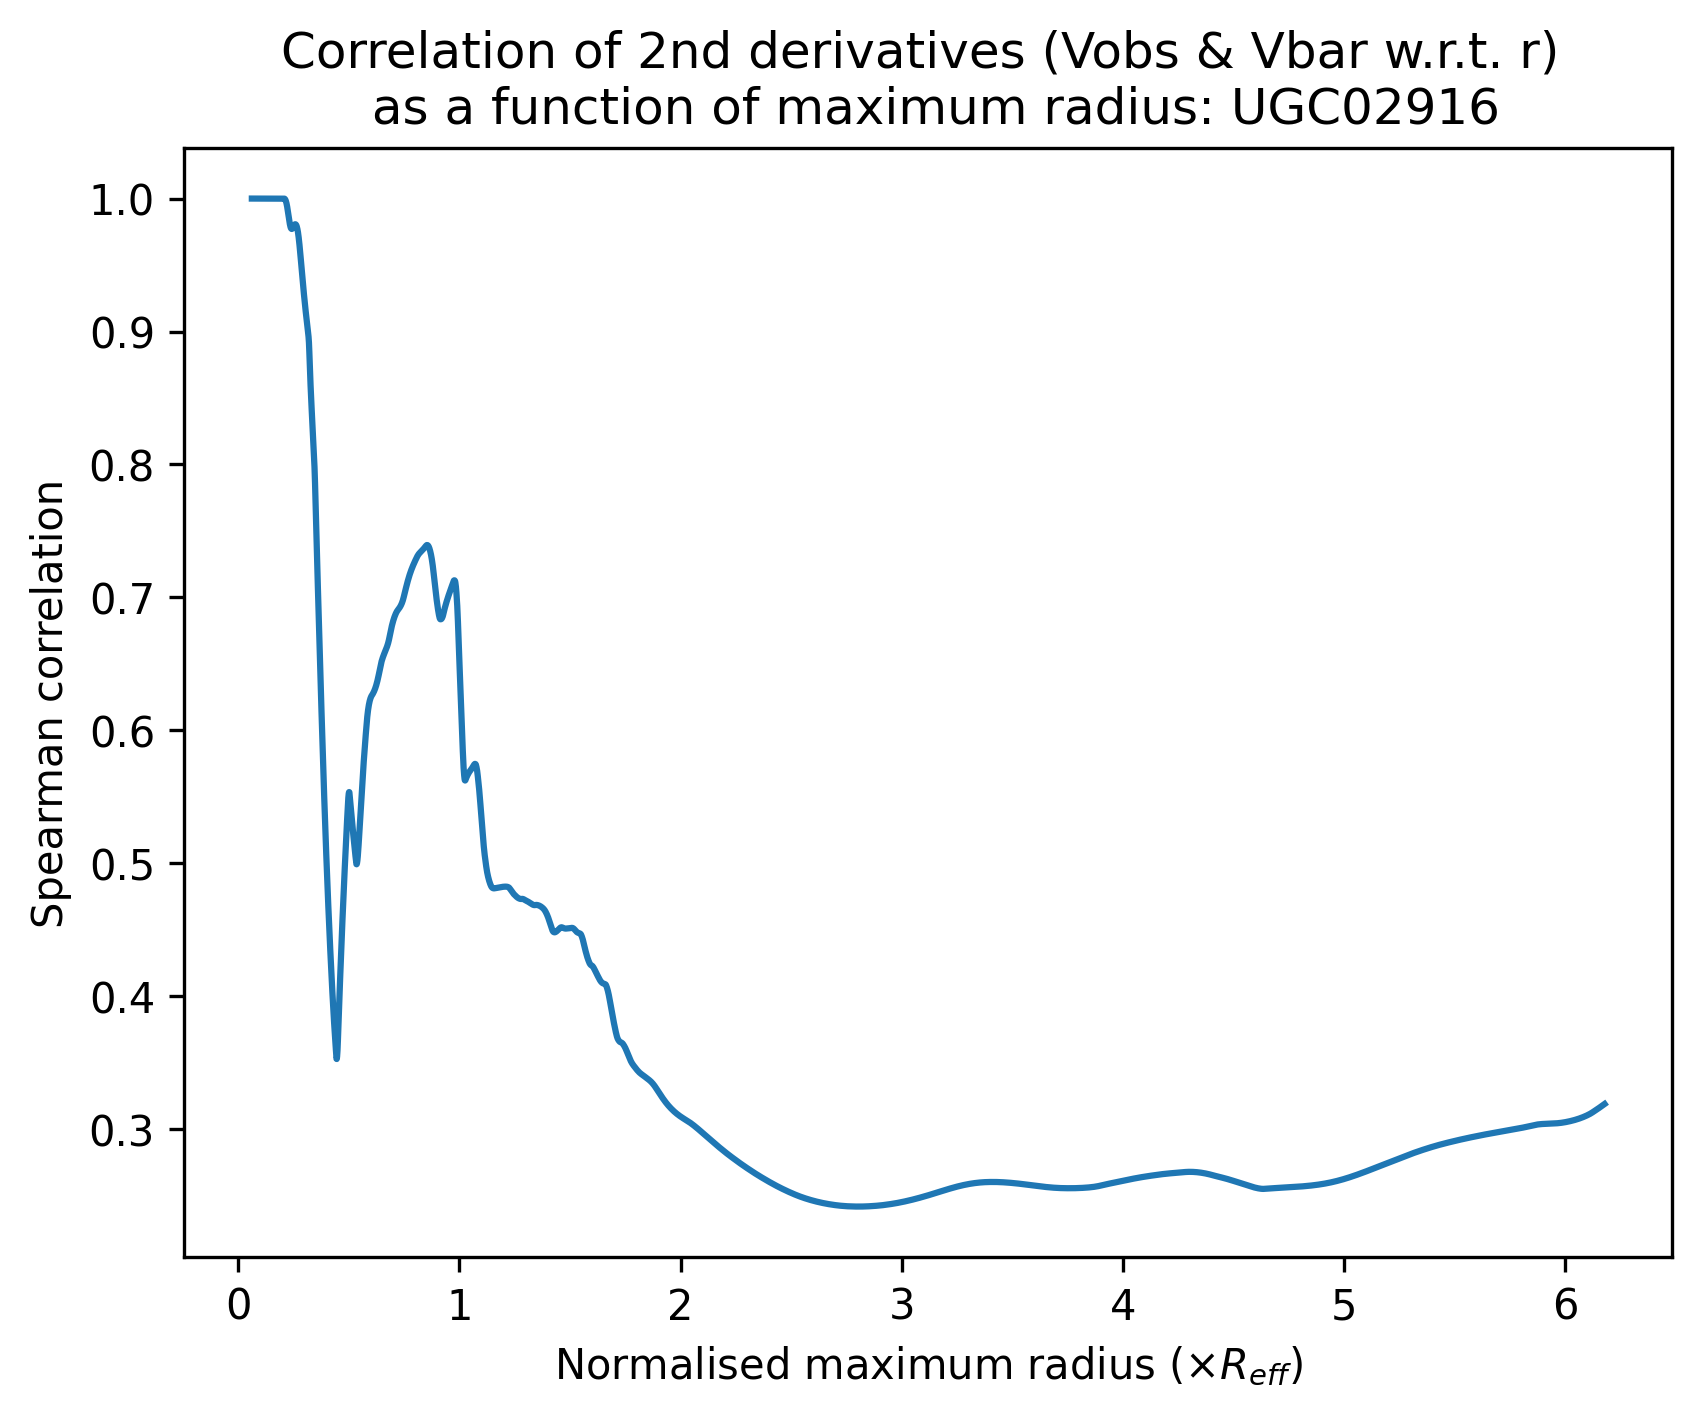 Correlation of 2nd derivatives (Vobs & Vbar w.r.t. r)
as a function of maximum radius: UGC02916
1.0
0.9
0.8
0.7
0.6
0.5
0.4
0.3
Spearman correlation
0 1 2 3 4 5 6
Normalised maximum radius (×R_eff)